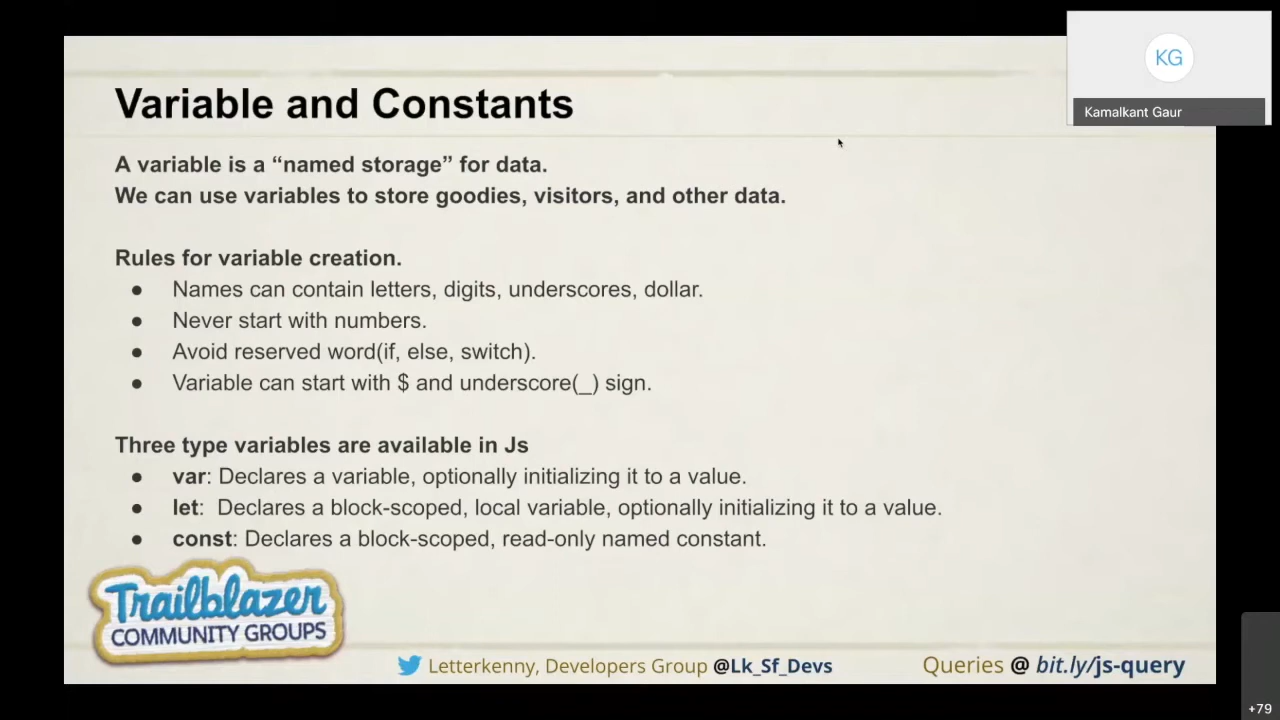 KG
Kamalkant Gaur
Variable and Constants
A variable is a “named storage” for data.
We can use variables to store goodies, visitors, and other data.
Rules for variable creation.
● Names can contain letters, digits, underscores, dollar.
● Never start with numbers.
● Avoid reserved word(if, else, switch).
● Variable can start with $ and underscore(_) sign.
Three type variables are available in Js
● var: Declares a variable, optionally initializing it to a value.
● let: Declares a block-scoped, local variable, optionally initializing it to a value.
● const: Declares a block-scoped, read-only named constant.
Trailblazer
COMMUNITY GROUPS
Letterkenny, Developers Group @Lk_Sf_Devs
Queries @ bit.ly/js-query
+79